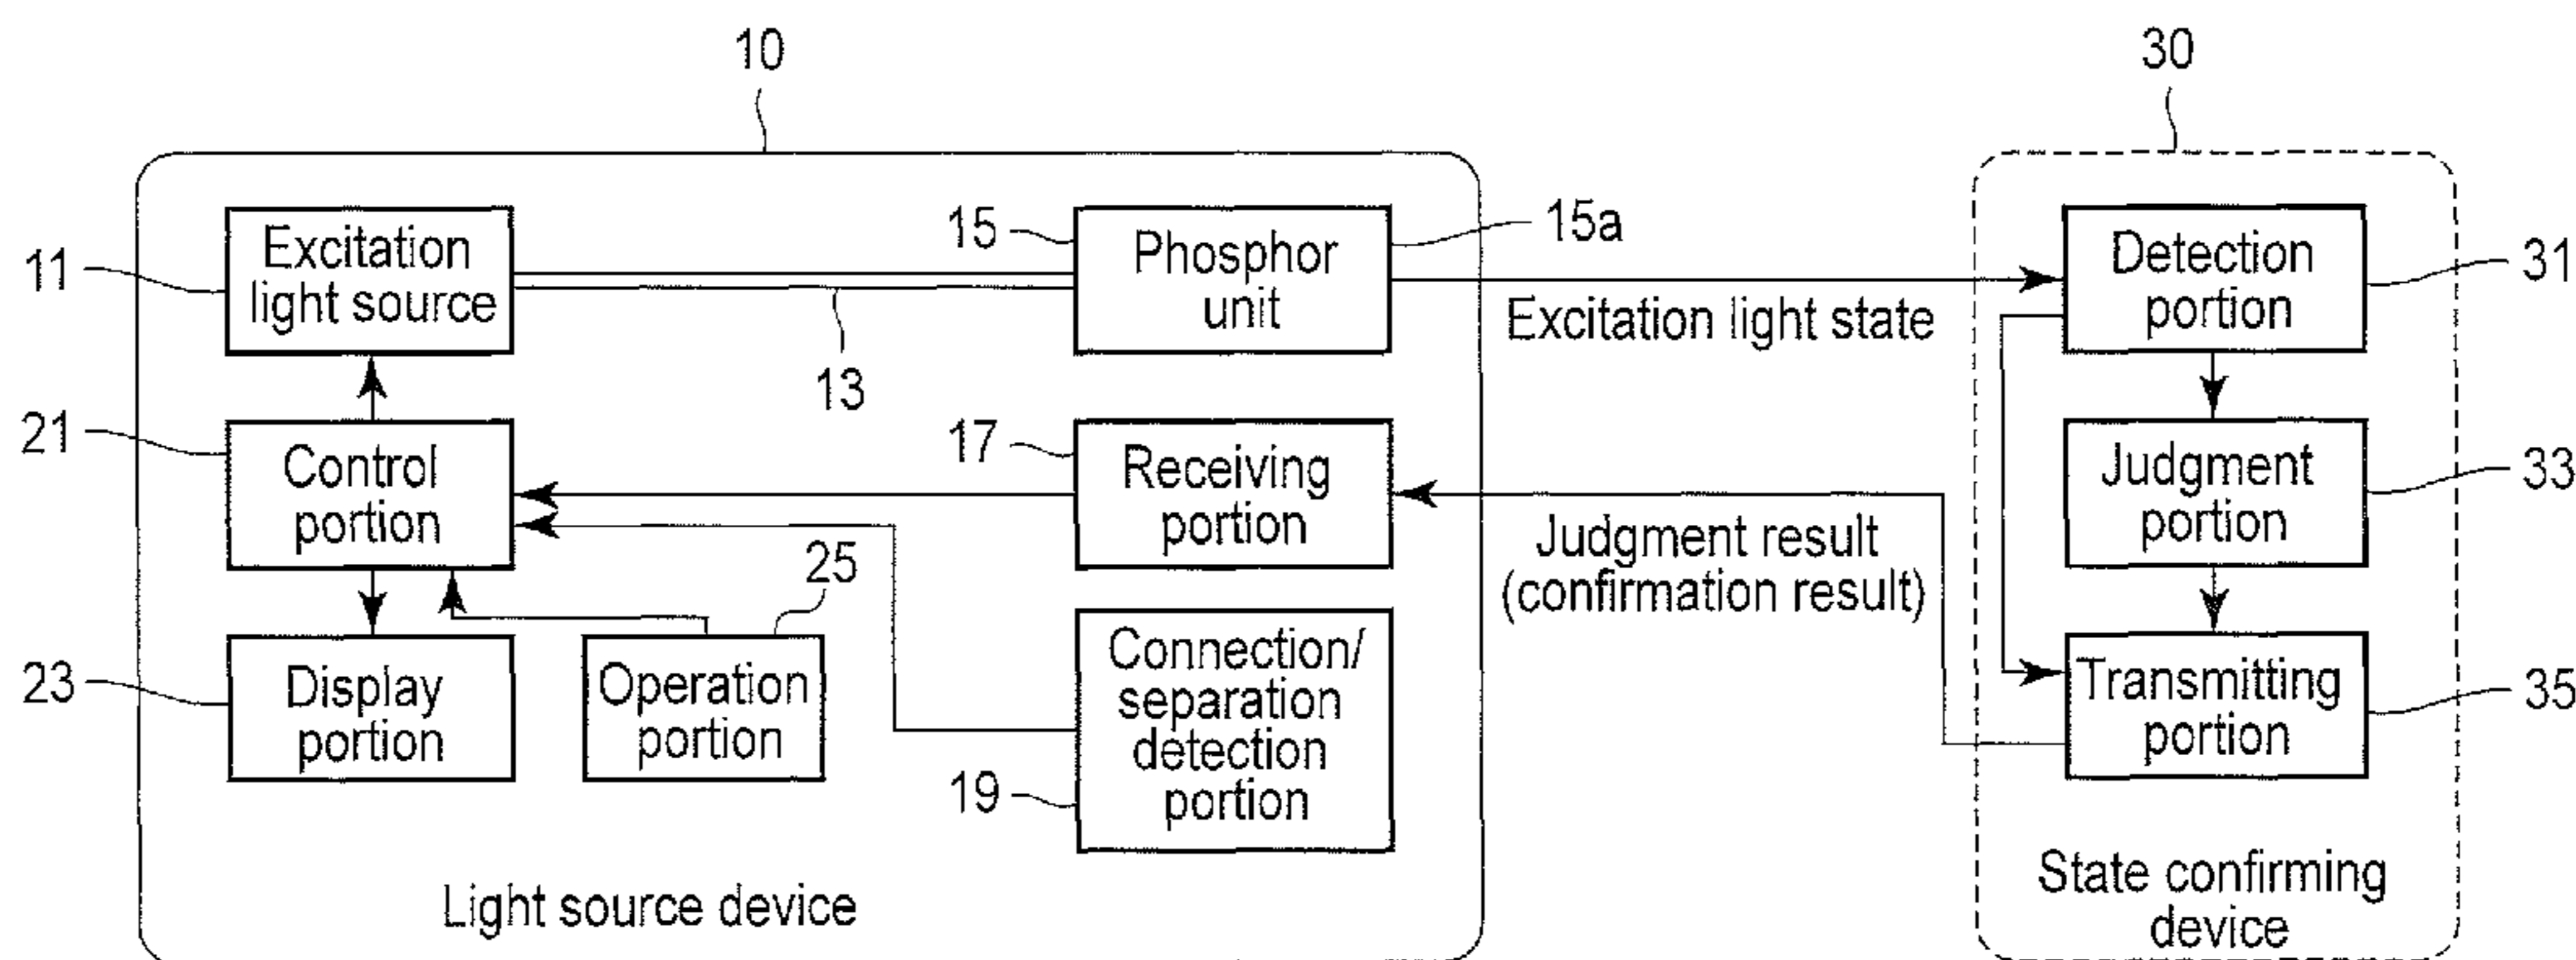 10
30
11
Excitation
light source
15
Phosphor
unit
15a
Detection
portion
31
13
Excitation light state
21
Control
portion
17
Receiving
portion
Judgment
portion
33
Judgment result
(confirmation result)
23
Display
portion
25
Operation
portion
Connection/
separation
detection
portion
19
Transmitting
portion
35
Light source device
State confirming
device